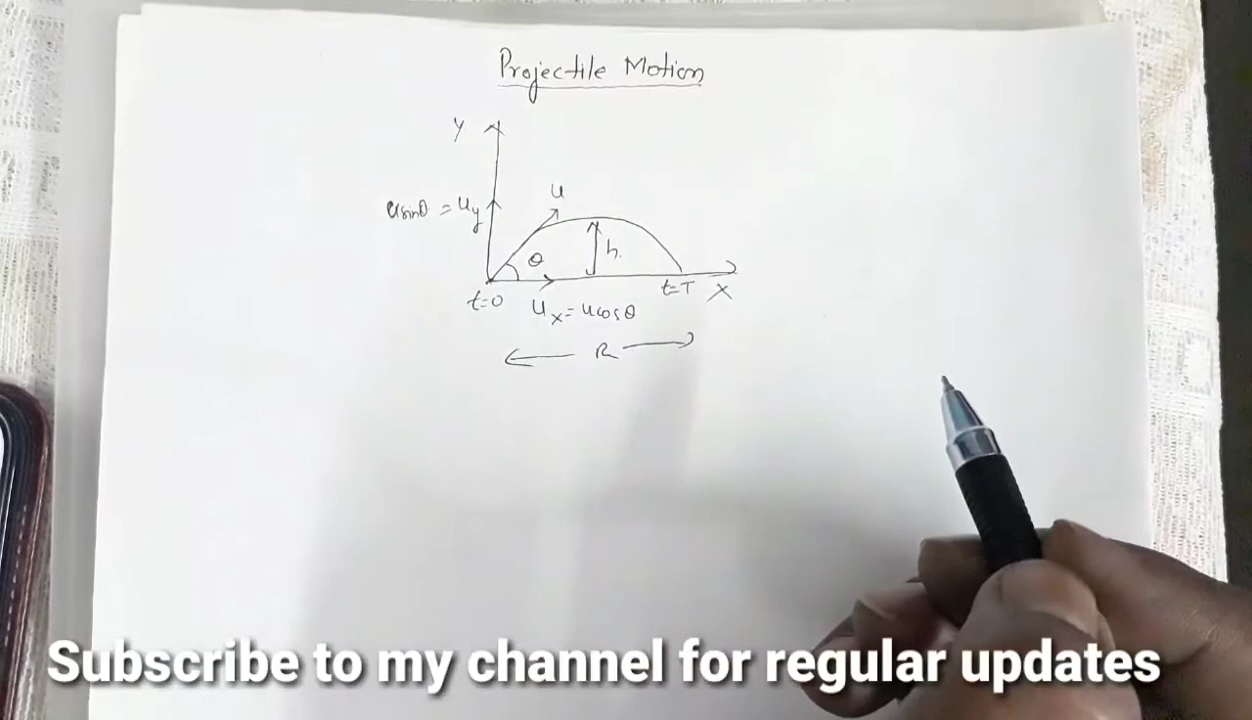 Projectile Motion
Y
u
usinθ = uy
θ
h.
t=0
t=T
X
ux = ucosθ
R
Subscribe to my channel for regular updates